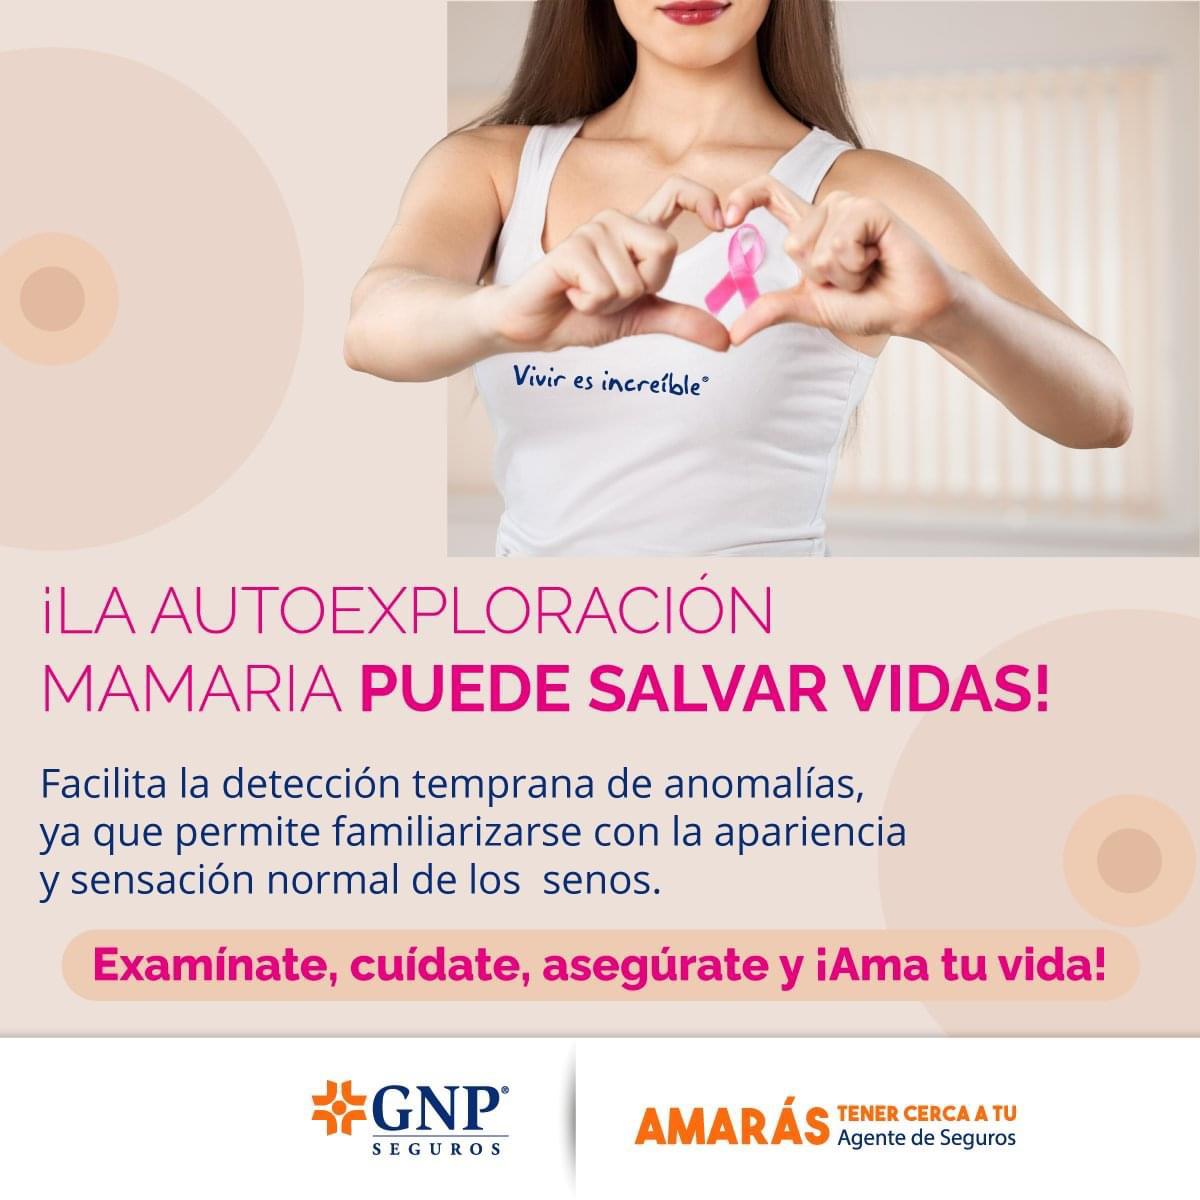 Vivir es increíble®
¡LA AUTOEXPLORACIÓN
MAMARIA PUEDE SALVAR VIDAS!
Facilita la detección temprana de anomalías,
ya que permite familiarizarse con la apariencia
y sensación normal de los senos.
Examínate, cuídate, asegúrate y ¡Ama tu vida!
GNP®
SEGUROS
AMARÁS TENER CERCA A TU
Agente de Seguros